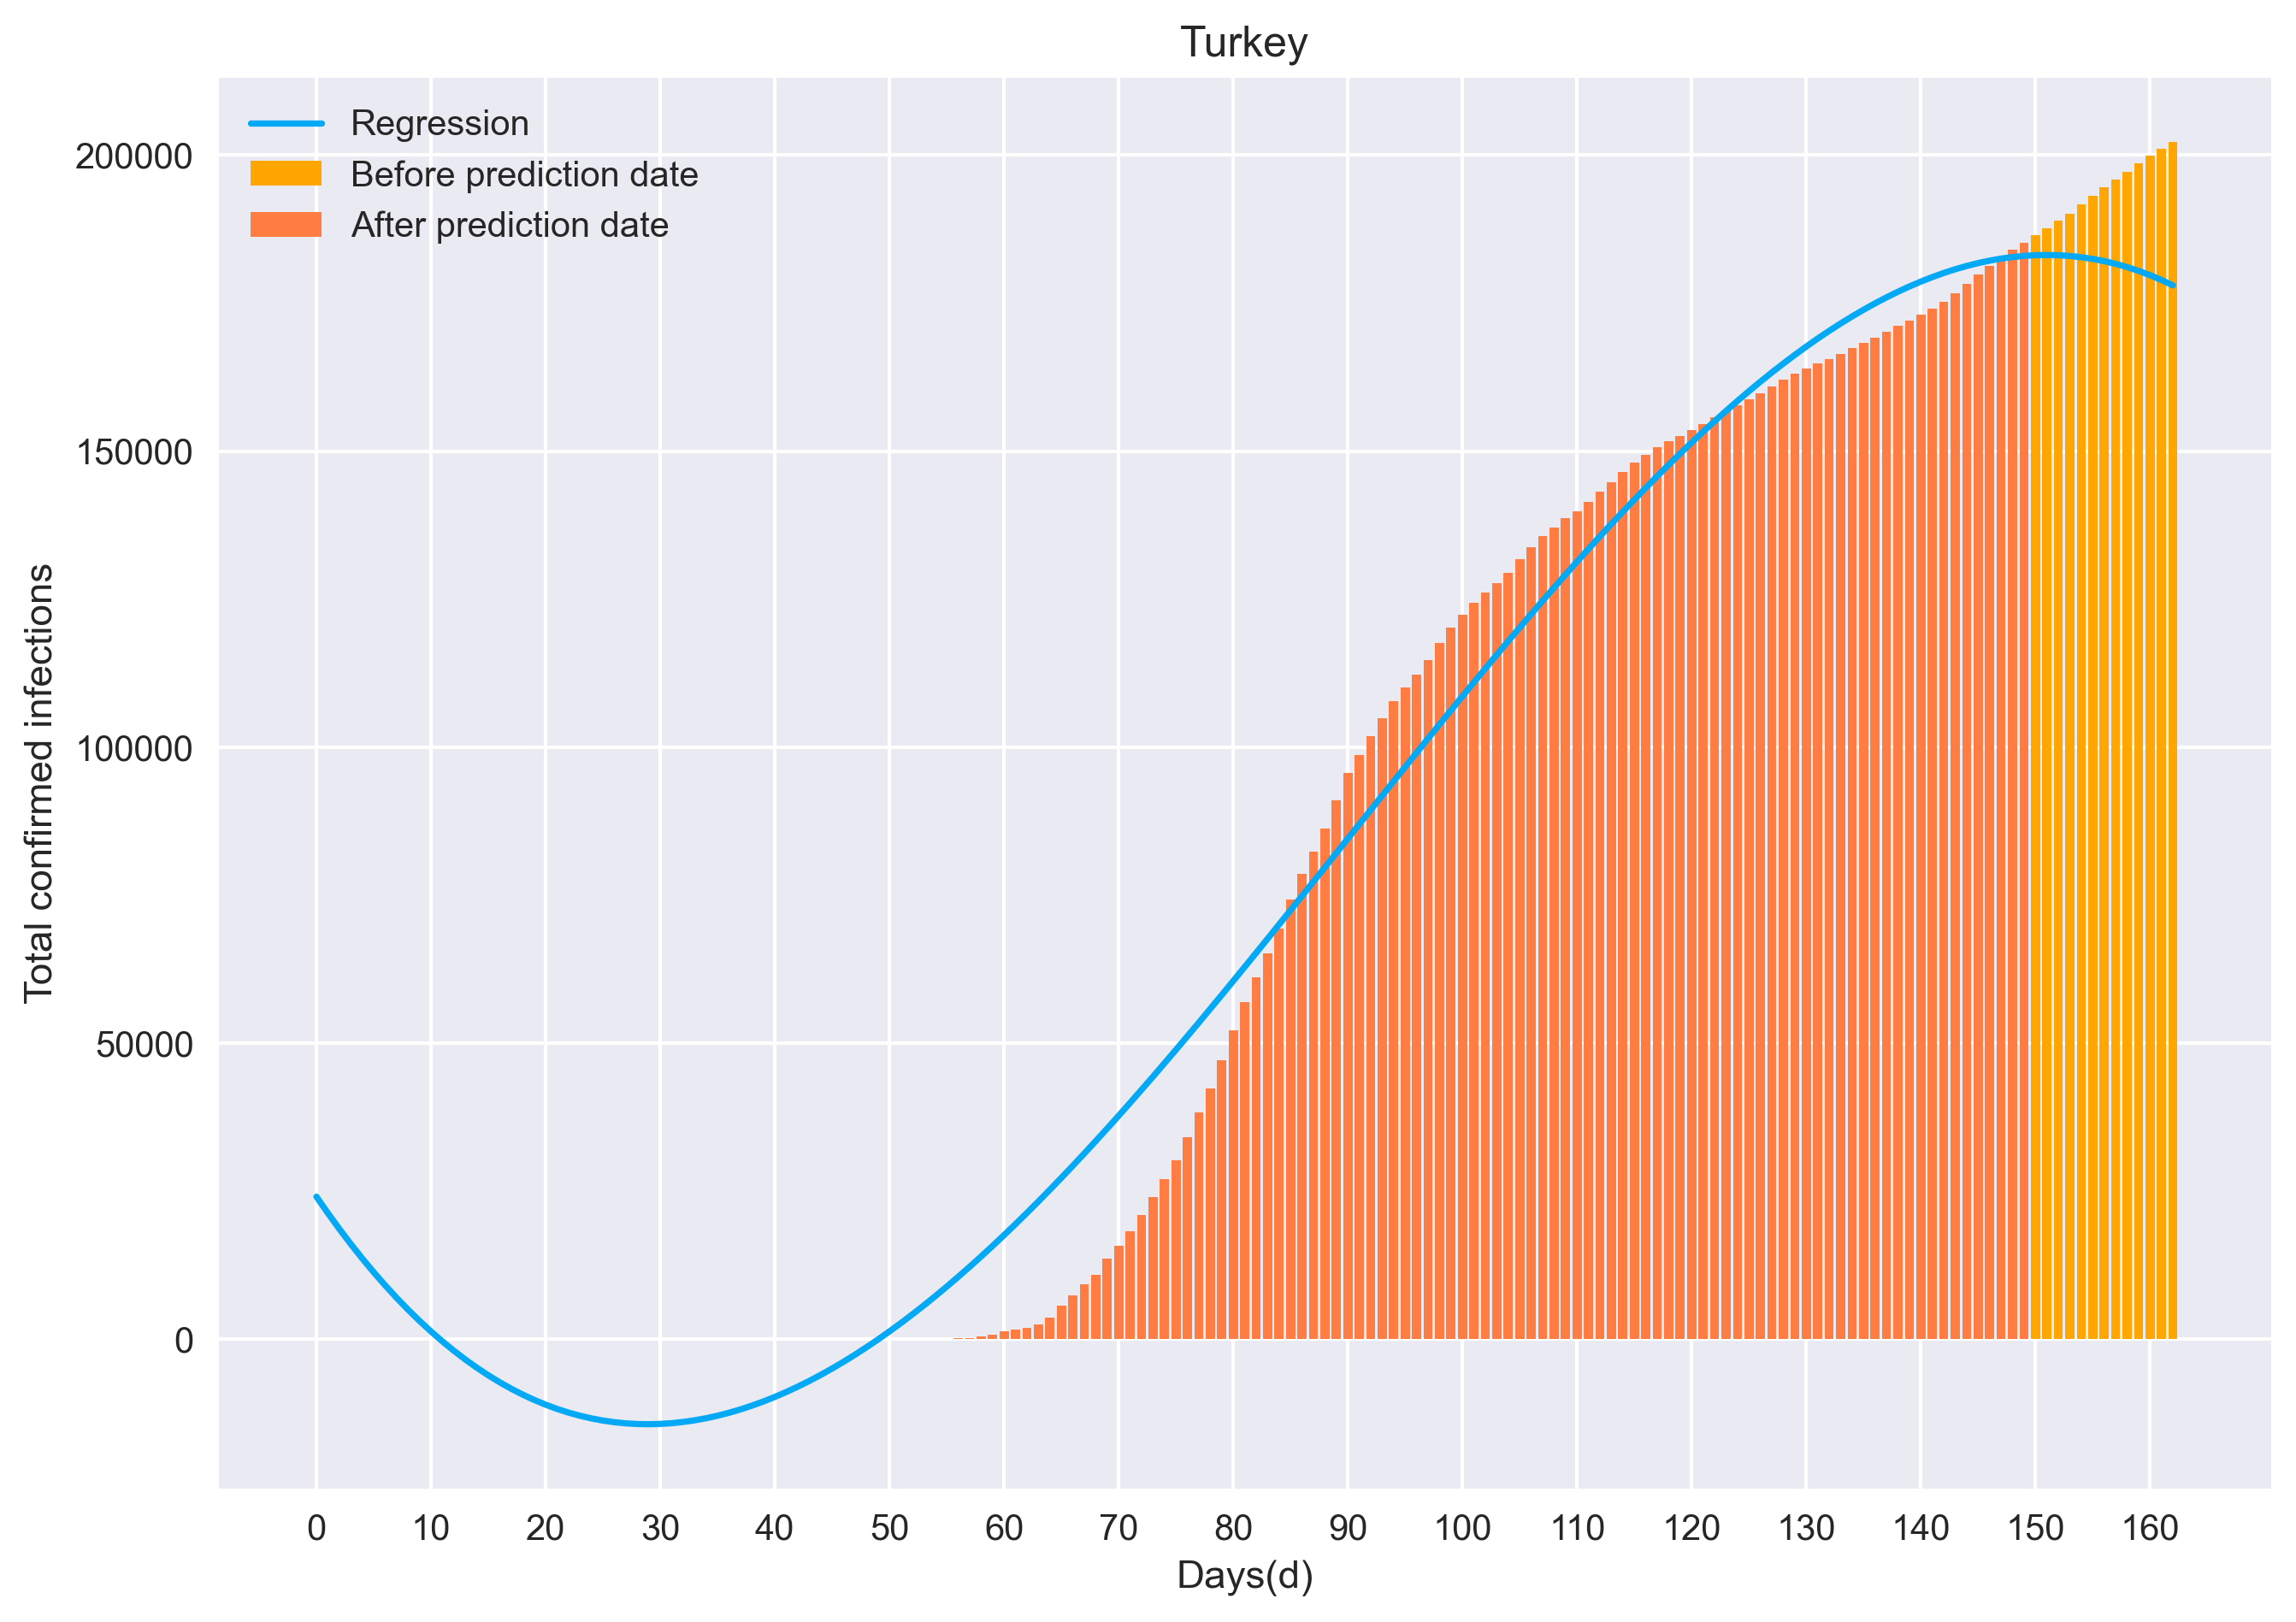 Turkey
Regression
Before prediction date
After prediction date
Total confirmed infections
200000
150000
100000
50000
0
0 10 20 30 40 50 60 70 80 90 100 110 120 130 140 150 160
Days(d)